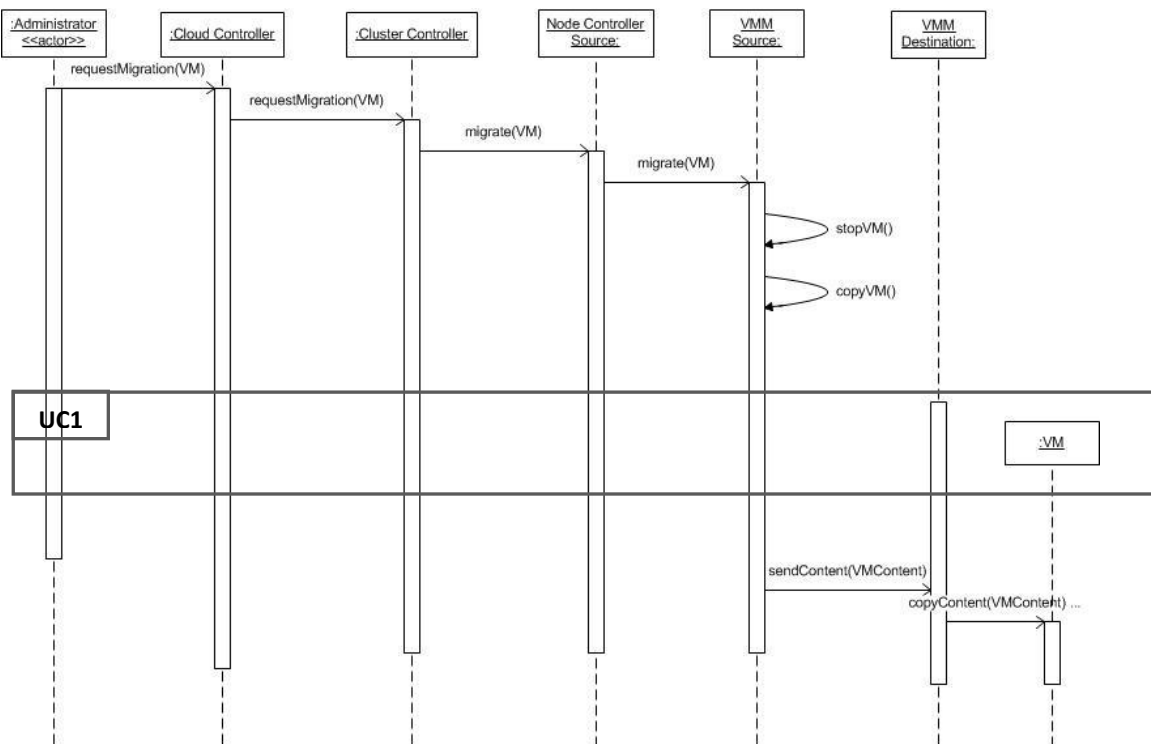 :Administrator
<<actor>>
:Cloud Controller
:Cluster Controller
Node Controller
Source:
VMM
Source:
VMM
Destination:
requestMigration(VM)
requestMigration(VM)
migrate(VM)
migrate(VM)
stopVM()
copyVM()
UC1
:VM
sendContent(VMContent)
copyContent(VMContent) ...